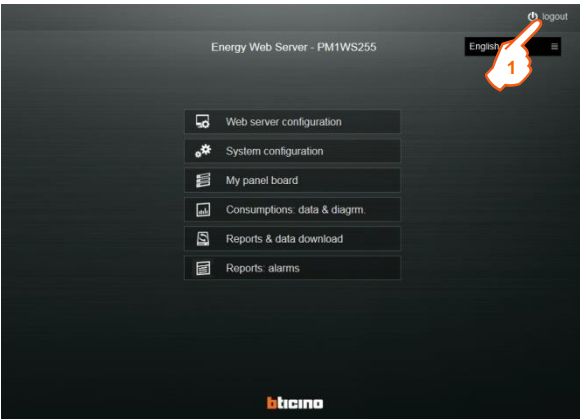 logout
Energy Web Server - PM1WS255
English
1
Web server configuration
System configuration
My panel board
Consumptions: data & diagrm.
Reports & data download
Reports: alarms
bticino